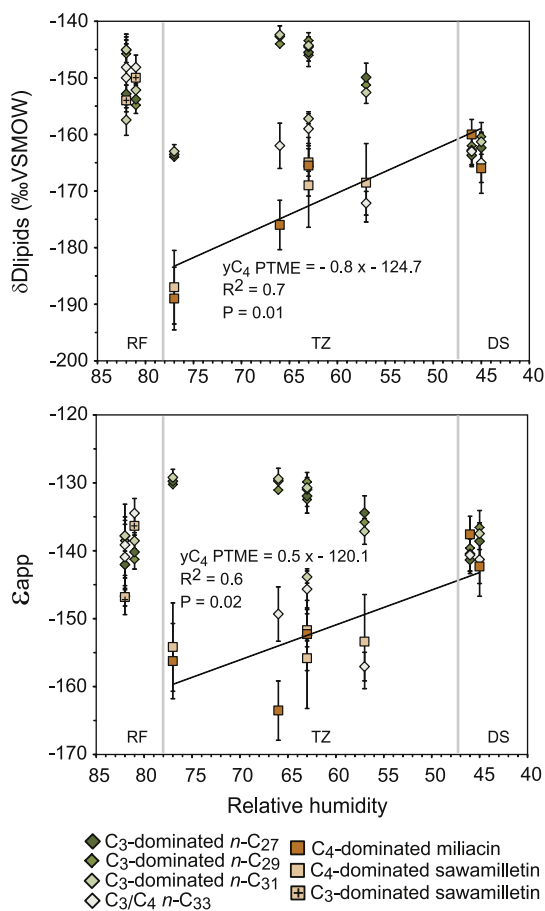 -140
-150
-160
-170
-180
-190
-200
δDlipids (‰VSMOW)
yC4 PTME = - 0.8 x - 124.7
R2 = 0.7
P = 0.01
RF
TZ
DS
85 80 75 70 65 60 55 50 45 40
-120
-130
-140
-150
-160
-170
εapp
yC4 PTME = 0.5 x - 120.1
R2 = 0.6
P = 0.02
RF
TZ
DS
85 80 75 70 65 60 55 50 45 40
Relative humidity
C3-dominated n-C27
C3-dominated n-C29
C3-dominated n-C31
C3/C4 n-C33
C4-dominated miliacin
C4-dominated sawamilletin
C3-dominated sawamilletin